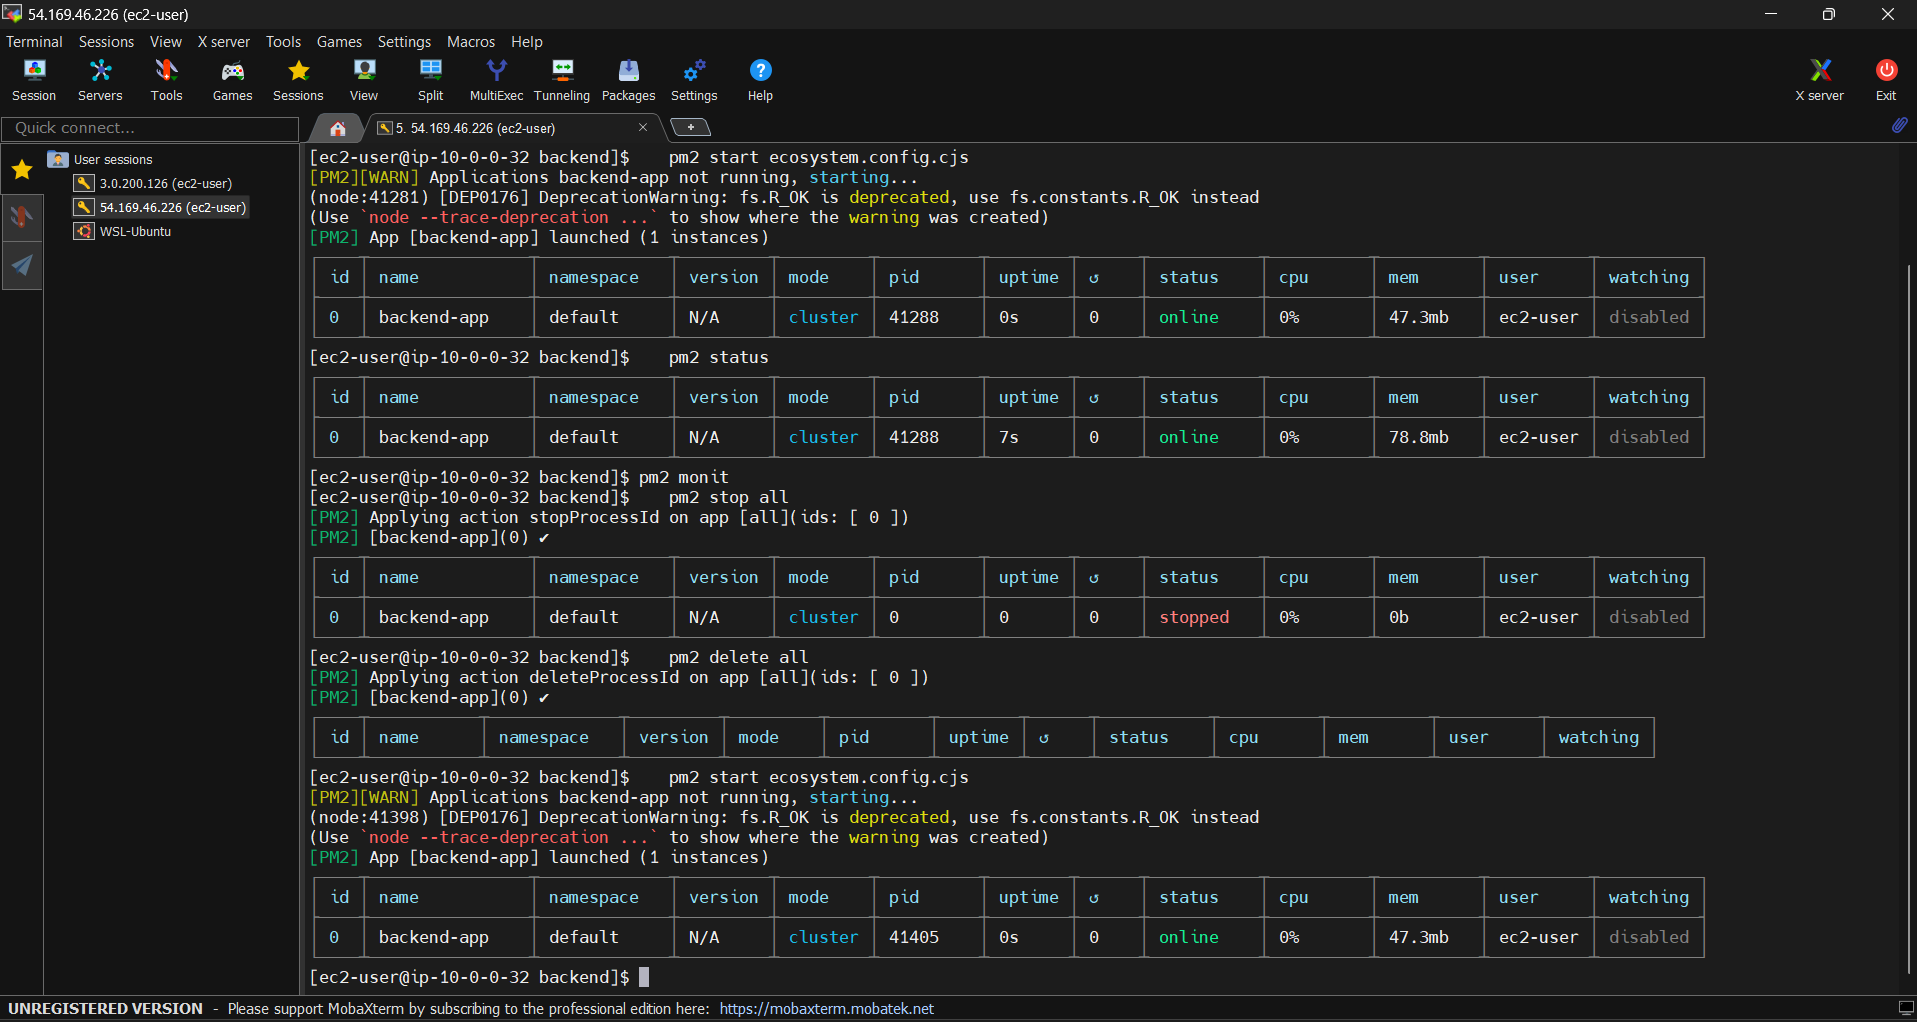 54.169.46.226 (ec2-user)
Terminal Sessions View X server Tools Games Settings Macros Help
Session Servers Tools Games Sessions View Split MultiExec Tunneling Packages Settings Help X server Exit
Quick connect...
5. 54.169.46.226 (ec2-user)
User sessions
3.0.200.126 (ec2-user)
54.169.46.226 (ec2-user)
WSL-Ubuntu
[ec2-user@ip-10-0-0-32 backend]$    pm2 start ecosystem.config.cjs
[PM2][WARN] Applications backend-app not running, starting...
(node:41281) [DEP0176] DeprecationWarning: fs.R_OK is deprecated, use fs.constants.R_OK instead
(Use `node --trace-deprecation ...` to show where the warning was created)
[PM2] App [backend-app] launched (1 instances)
id name namespace version mode pid uptime ↺ status cpu mem user watching
0 backend-app default N/A cluster 41288 0s 0 online 0% 47.3mb ec2-user disabled
[ec2-user@ip-10-0-0-32 backend]$    pm2 status
id name namespace version mode pid uptime ↺ status cpu mem user watching
0 backend-app default N/A cluster 41288 7s 0 online 0% 78.8mb ec2-user disabled
[ec2-user@ip-10-0-0-32 backend]$ pm2 monit
[ec2-user@ip-10-0-0-32 backend]$    pm2 stop all
[PM2] Applying action stopProcessId on app [all](ids: [ 0 ])
[PM2] [backend-app](0) ✔
id name namespace version mode pid uptime ↺ status cpu mem user watching
0 backend-app default N/A cluster 0 0 0 stopped 0% 0b ec2-user disabled
[ec2-user@ip-10-0-0-32 backend]$    pm2 delete all
[PM2] Applying action deleteProcessId on app [all](ids: [ 0 ])
[PM2] [backend-app](0) ✔
id name namespace version mode pid uptime ↺ status cpu mem user watching
[ec2-user@ip-10-0-0-32 backend]$    pm2 start ecosystem.config.cjs
[PM2][WARN] Applications backend-app not running, starting...
(node:41398) [DEP0176] DeprecationWarning: fs.R_OK is deprecated, use fs.constants.R_OK instead
(Use `node --trace-deprecation ...` to show where the warning was created)
[PM2] App [backend-app] launched (1 instances)
id name namespace version mode pid uptime ↺ status cpu mem user watching
0 backend-app default N/A cluster 41405 0s 0 online 0% 47.3mb ec2-user disabled
[ec2-user@ip-10-0-0-32 backend]$
UNREGISTERED VERSION - Please support MobaXterm by subscribing to the professional edition here: https://mobaxterm.mobatek.net